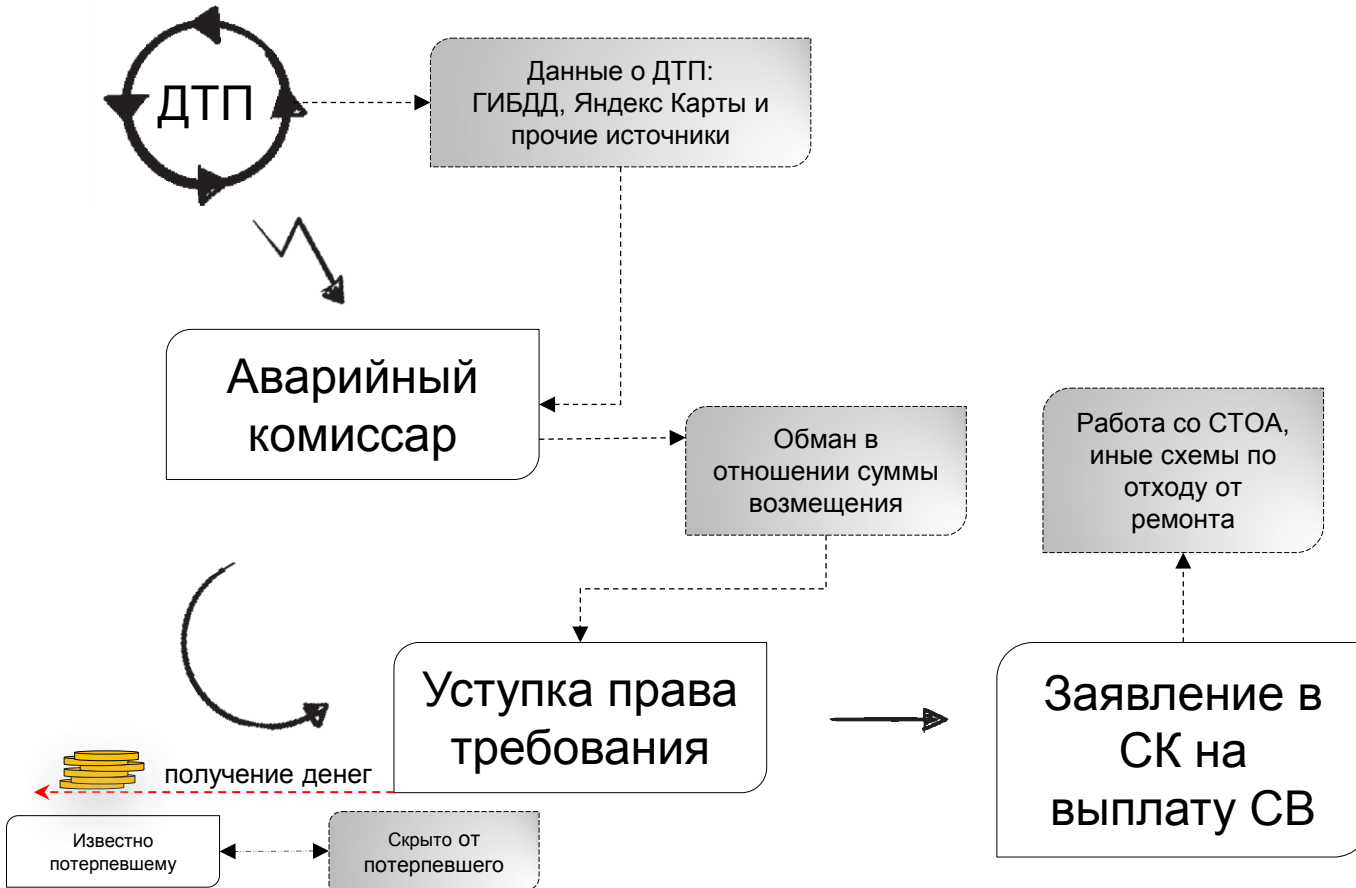 ДТП
Данные о ДТП:
ГИБДД, Яндекс Карты и
прочие источники
Аварийный
комиссар
Обман в
отношении суммы
возмещения
Работа со СТОА,
иные схемы по
отходу от
ремонта
Уступка права
требования
Заявление в
СК на
выплату СВ
получение денег
Известно
потерпевшему
Скрыто от
потерпевшего